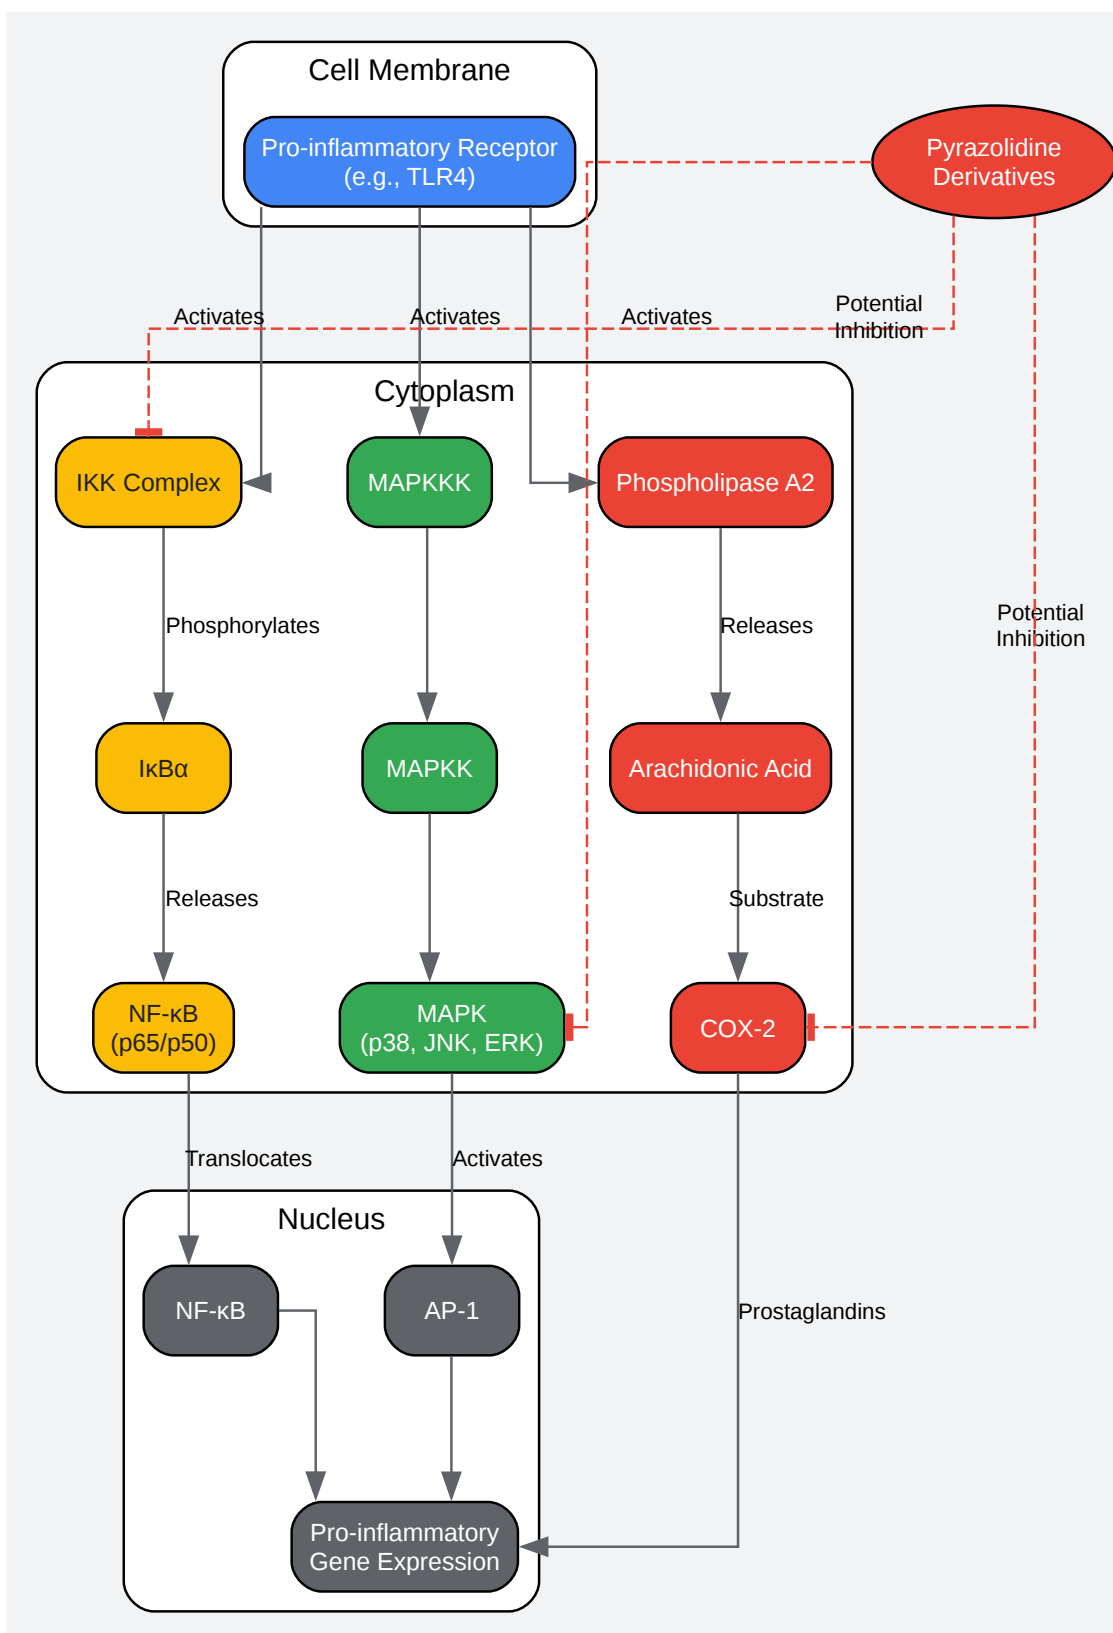 Cell Membrane
Pro-inflammatory Receptor
(e.g., TLR4)
Pyrazolidine
Derivatives
Activates
Activates
Activates
Potential
Inhibition
Cytoplasm
IKK Complex
MAPKKK
Phospholipase A2
Phosphorylates
Releases
Potential
Inhibition
IκBα
MAPKK
Arachidonic Acid
Releases
Substrate
NF-κB
(p65/p50)
MAPK
(p38, JNK, ERK)
COX-2
Translocates
Activates
Nucleus
NF-κB
AP-1
Prostaglandins
Pro-inflammatory
Gene Expression